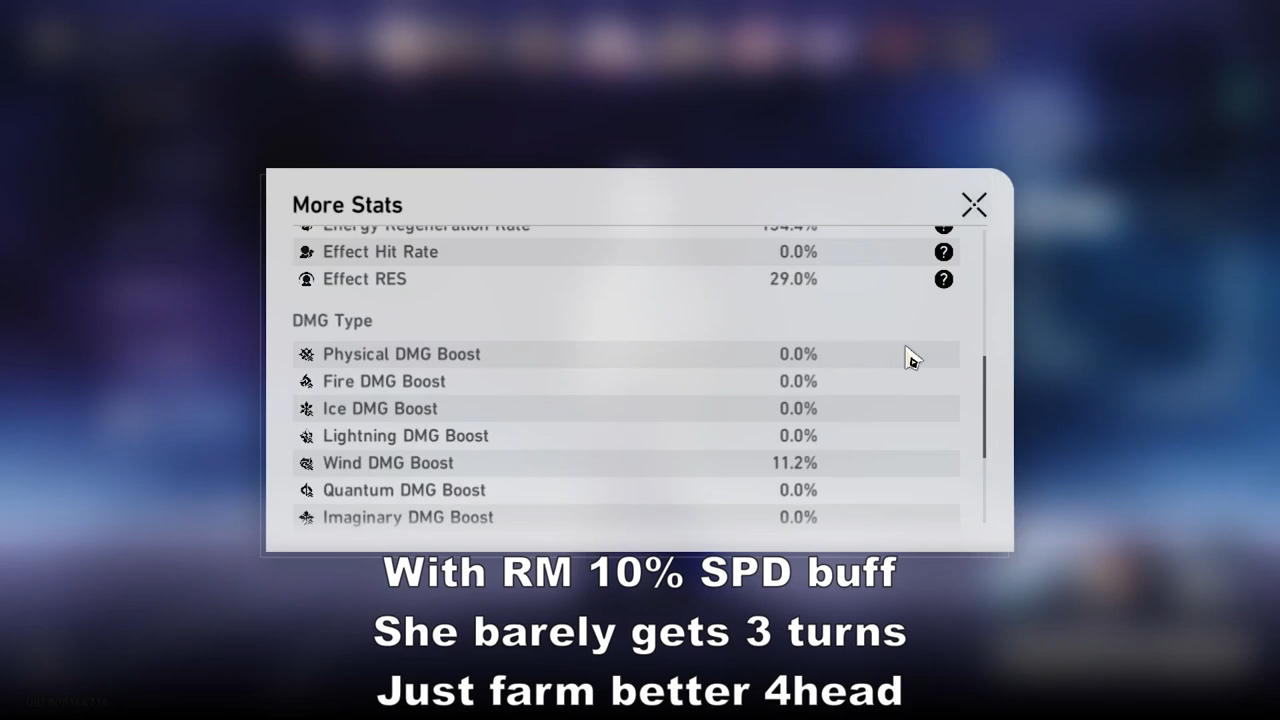 More Stats
Energy Regeneration Rate
Effect Hit Rate 0.0% ?
Effect RES 29.0% ?
DMG Type
Physical DMG Boost 0.0%
Fire DMG Boost 0.0%
Ice DMG Boost 0.0%
Lightning DMG Boost 0.0%
Wind DMG Boost 11.2%
Quantum DMG Boost 0.0%
Imaginary DMG Boost 0.0%
With RM 10% SPD buff
She barely gets 3 turns
Just farm better 4head